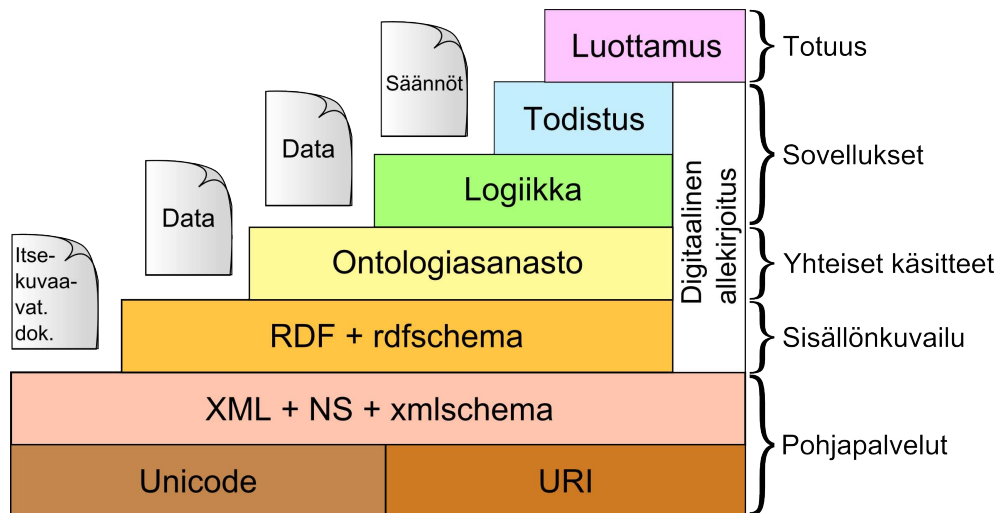 Luottamus
Totuus
Säännöt
Todistus
Sovellukset
Data
Logiikka
Digitaalinen
allekirjoitus
Data
Ontologiasanasto
Yhteiset käsitteet
Itse-
kuvaa-
vat.
dok.
RDF + rdfschema
Sisällönkuvailu
XML + NS + xmlschema
Pohjapalvelut
Unicode
URI